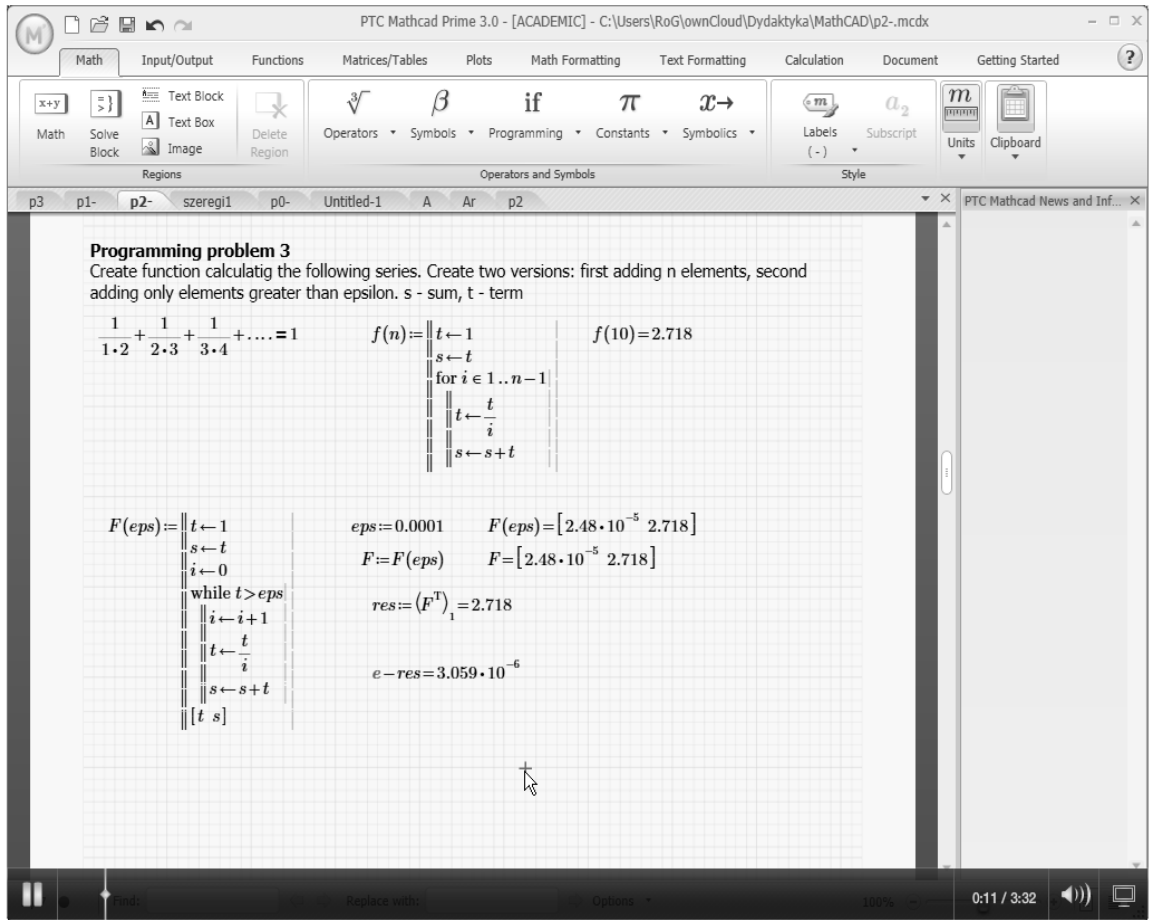 PTC Mathcad Prime 3.0 - [ACADEMIC] - C:\Users\RoG\ownCloud\Dydaktyka\MathCAD\p2-.mcdx
Math Input/Output Functions Matrices/Tables Plots Math Formatting Text Formatting Calculation Document Getting Started ?
x+y Math
Solve Block
Text Block
Text Box
Image
Delete Region
Regions
Operators Symbols if Programming π Constants x→ Symbolics
Operators and Symbols
Labels (-)
Subscript
Style
Units
Clipboard
p3 p1- p2- szeregi1 p0- Untitled-1 A Ar p2
PTC Mathcad News and Inf...
Programming problem 3
Create function calculatig the following series. Create two versions: first adding n elements, second
adding only elements greater than epsilon. s - sum, t - term
1/(1•2) + 1/(2•3) + 1/(3•4) + .... = 1
f(n):= t←1
s←t
for i ∈ 1..n−1
t← t/i
s←s+t
f(10)=2.718
F(eps):= t←1
s←t
i←0
while t>eps
i←i+1
t← t/i
s←s+t
[t s]
eps:=0.0001 F(eps)=[2.48•10⁻⁵ 2.718]
F:=F(eps) F=[2.48•10⁻⁵ 2.718]
res:=(Fᵀ)₁=2.718
e−res=3.059•10⁻⁶
Find: Replace with: Options 100%
0:11 / 3:32